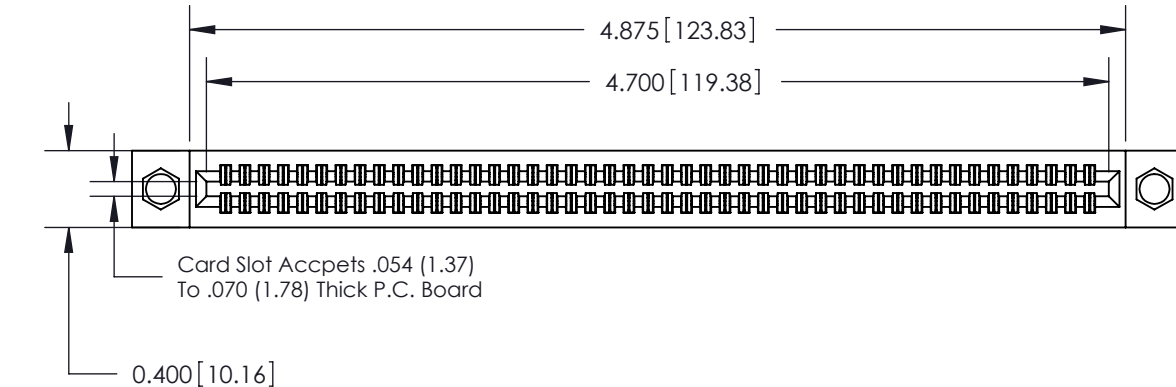 4.875 [123.83]
4.700 [119.38]
Card Slot Accpets .054 (1.37)
To .070 (1.78) Thick P.C. Board
0.400 [10.16]